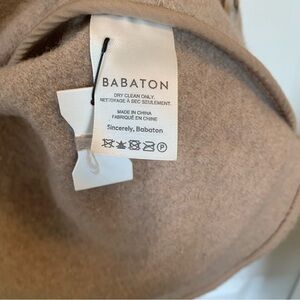 BABATON
DRY CLEAN ONLY.
NETTOYAGE À SEC SEULEMENT.
MADE IN CHINA
FABRIQUÉ EN CHINE
Sincerely, Babaton
P